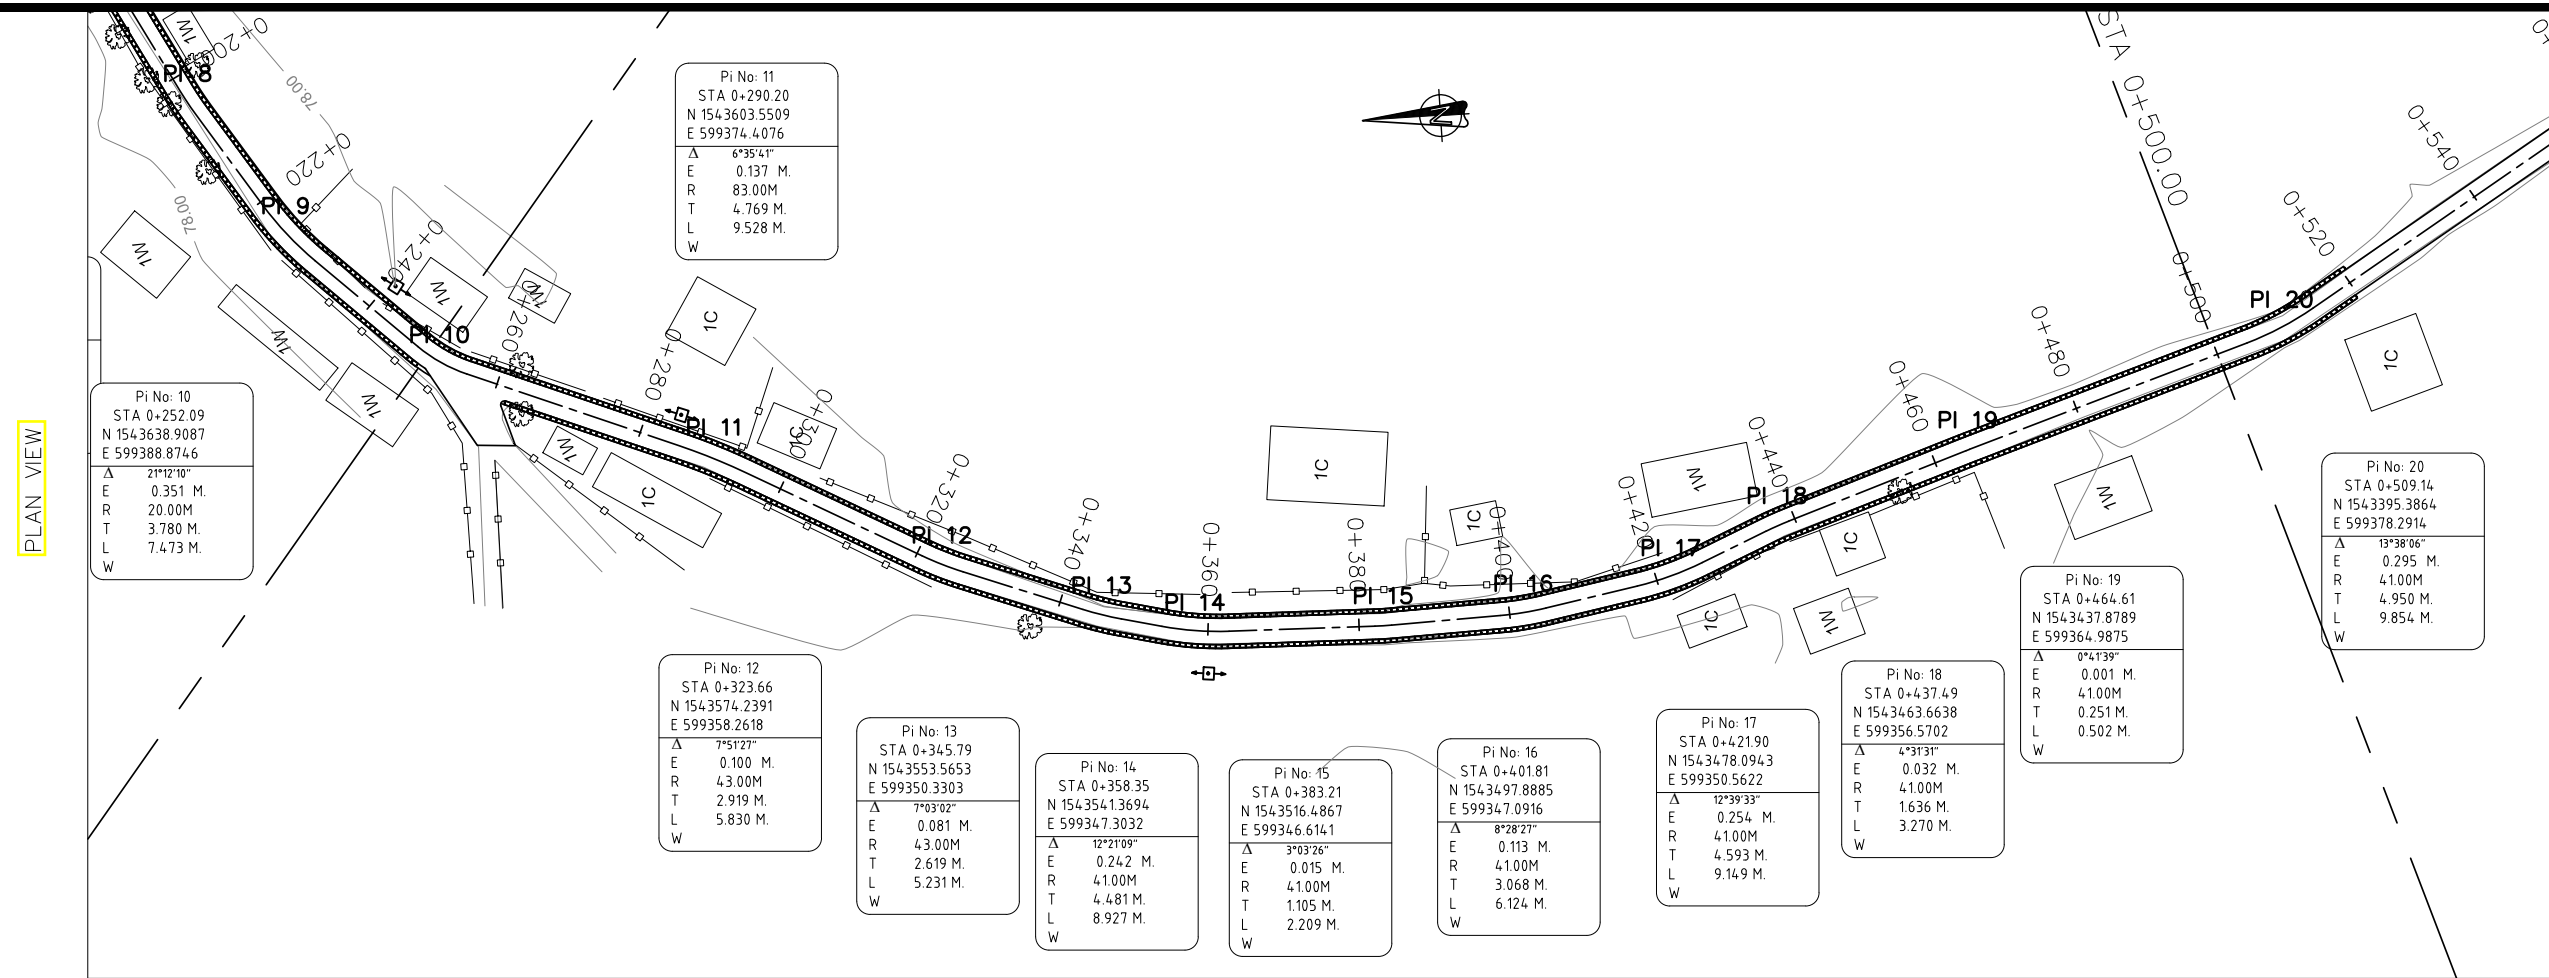 PLAN VIEW
1W
0+200
PI 8
78.00
0+220
PI 9
78.00
1W
0+240
1W
1W
0+260
PI 10
1W
1W
1C
0+280
PI 11
1W
1C
0+300
0+320
PI 12
0+340
PI 13
0+360
PI 14
1C
0+380
PI 15
1C
0+400
PI 16
0+420
PI 17
1W
0+440
PI 18
1C
1C
1W
0+460
PI 19
0+480
1W
0+500
STA 0+500.00
PI 20
0+520
0+540
1C
N
Pi No: 10
STA 0+252.09
N 1543638.9087
E 599388.8746
Δ 21°12'10"
E 0.351 M.
R 20.00M
T 3.780 M.
L 7.473 M.
W
Pi No: 11
STA 0+290.20
N 1543603.5509
E 599374.4076
Δ 6°35'41"
E 0.137 M.
R 83.00M
T 4.769 M.
L 9.528 M.
W
Pi No: 12
STA 0+323.66
N 1543574.2391
E 599358.2618
Δ 7°51'27"
E 0.100 M.
R 43.00M
T 2.919 M.
L 5.830 M.
W
Pi No: 13
STA 0+345.79
N 1543553.5653
E 599350.3303
Δ 7°03'02"
E 0.081 M.
R 43.00M
T 2.619 M.
L 5.231 M.
W
Pi No: 14
STA 0+358.35
N 1543541.3694
E 599347.3032
Δ 12°21'09"
E 0.242 M.
R 41.00M
T 4.481 M.
L 8.927 M.
W
Pi No: 15
STA 0+383.21
N 1543516.4867
E 599346.6141
Δ 3°03'26"
E 0.015 M.
R 41.00M
T 1.105 M.
L 2.209 M.
W
Pi No: 16
STA 0+401.81
N 1543497.8885
E 599347.0916
Δ 8°28'27"
E 0.113 M.
R 41.00M
T 3.068 M.
L 6.124 M.
W
Pi No: 17
STA 0+421.90
N 1543478.0943
E 599350.5622
Δ 12°39'33"
E 0.254 M.
R 41.00M
T 4.593 M.
L 9.149 M.
W
Pi No: 18
STA 0+437.49
N 1543463.6638
E 599356.5702
Δ 4°31'31"
E 0.032 M.
R 41.00M
T 1.636 M.
L 3.270 M.
W
Pi No: 19
STA 0+464.61
N 1543437.8789
E 599364.9875
Δ 0°41'39"
E 0.001 M.
R 41.00M
T 0.251 M.
L 0.502 M.
W
Pi No: 20
STA 0+509.14
N 1543395.3864
E 599378.2914
Δ 13°38'06"
E 0.295 M.
R 41.00M
T 4.950 M.
L 9.854 M.
W